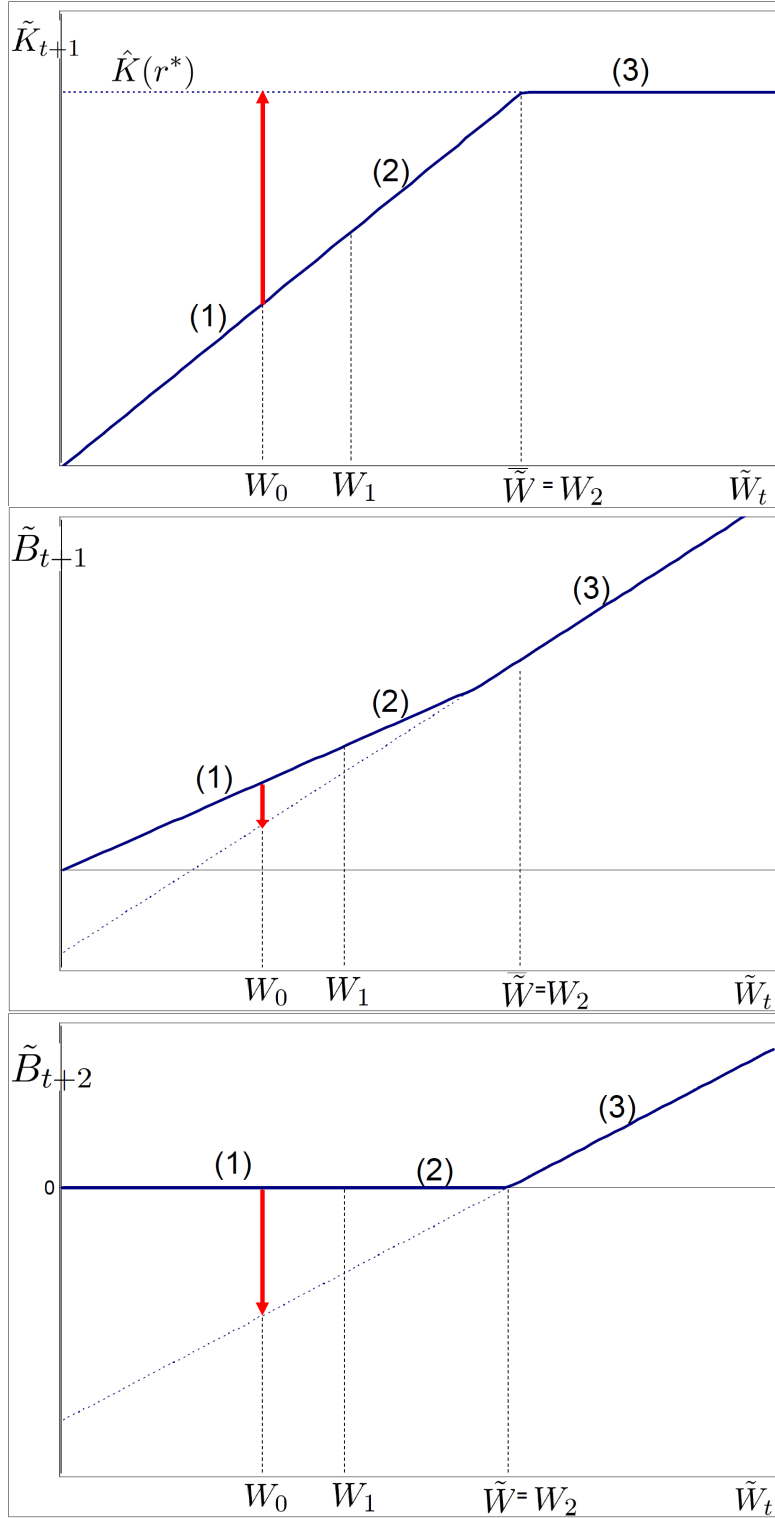 K̃ₜ₊₁
K̂(r*)
(3)
(2)
(1)
W₀ W₁ W̃̅ = W₂ W̃ₜ
B̃ₜ₊₁
(3)
(2)
(1)
W₀ W₁ W̃̅=W₂ W̃ₜ
B̃ₜ₊₂
(3)
(1) (2)
0
W₀ W₁ W̃ = W₂ W̃ₜ